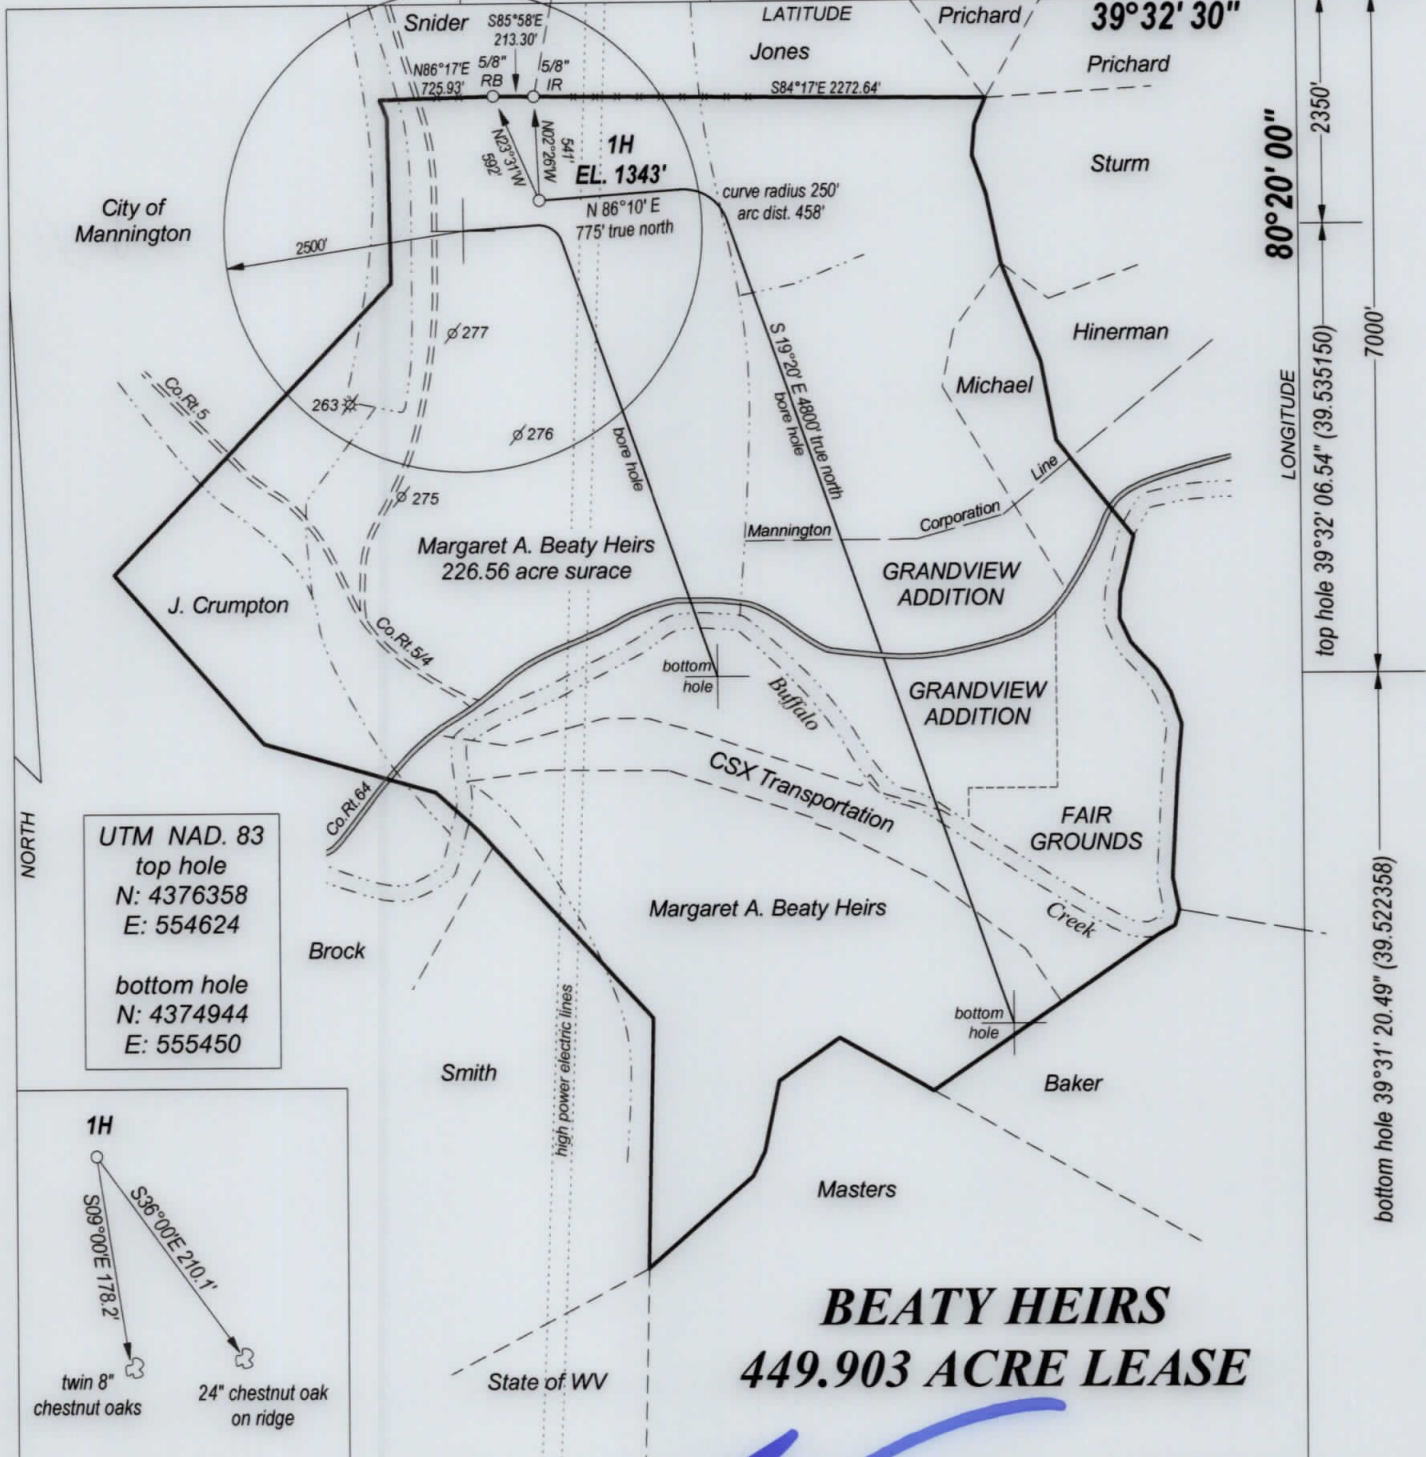 LATITUDE
39°32' 30"
Snider
S85°58'E
213.30'
Jones
Prichard
Prichard
N86°17'E
725.93'
5/8"
RB
5/8"
IR
S84°17'E 2272.64'
2350'
N23°31'W
592'
N02°26'W
541'
1H
EL. 1343'
N 86°10' E
775' true north
curve radius 250'
arc dist. 458'
Sturm
80°20' 00"
LONGITUDE
City of
Mannington
2500'
277
263
276
275
Co.Rt.5
bore hole
S 19°20' E 4800' true north
bore hole
Michael
Hinerman
7000'
top hole 39°32' 06.54" (39.535150)
Mannington
Corporation
Line
Margaret A. Beaty Heirs
226.56 acre surace
GRANDVIEW
ADDITION
J. Crumpton
Co.Rt.5/4
bottom
hole
Buffalo
GRANDVIEW
ADDITION
CSX Transportation
Co.Rt.64
FAIR
GROUNDS
NORTH
UTM NAD. 83
top hole
N: 4376358
E: 554624
bottom hole
N: 4374944
E: 555450
Brock
Margaret A. Beaty Heirs
Creek
bottom
hole
bottom hole 39°31' 20.49" (39.522358)
Smith
high power electric lines
Baker
Masters
1H
S09°00'E 178.2'
S36°00'E 210.1'
twin 8"
chestnut oaks
24" chestnut oak
on ridge
State of WV
BEATY HEIRS
449.903 ACRE LEASE